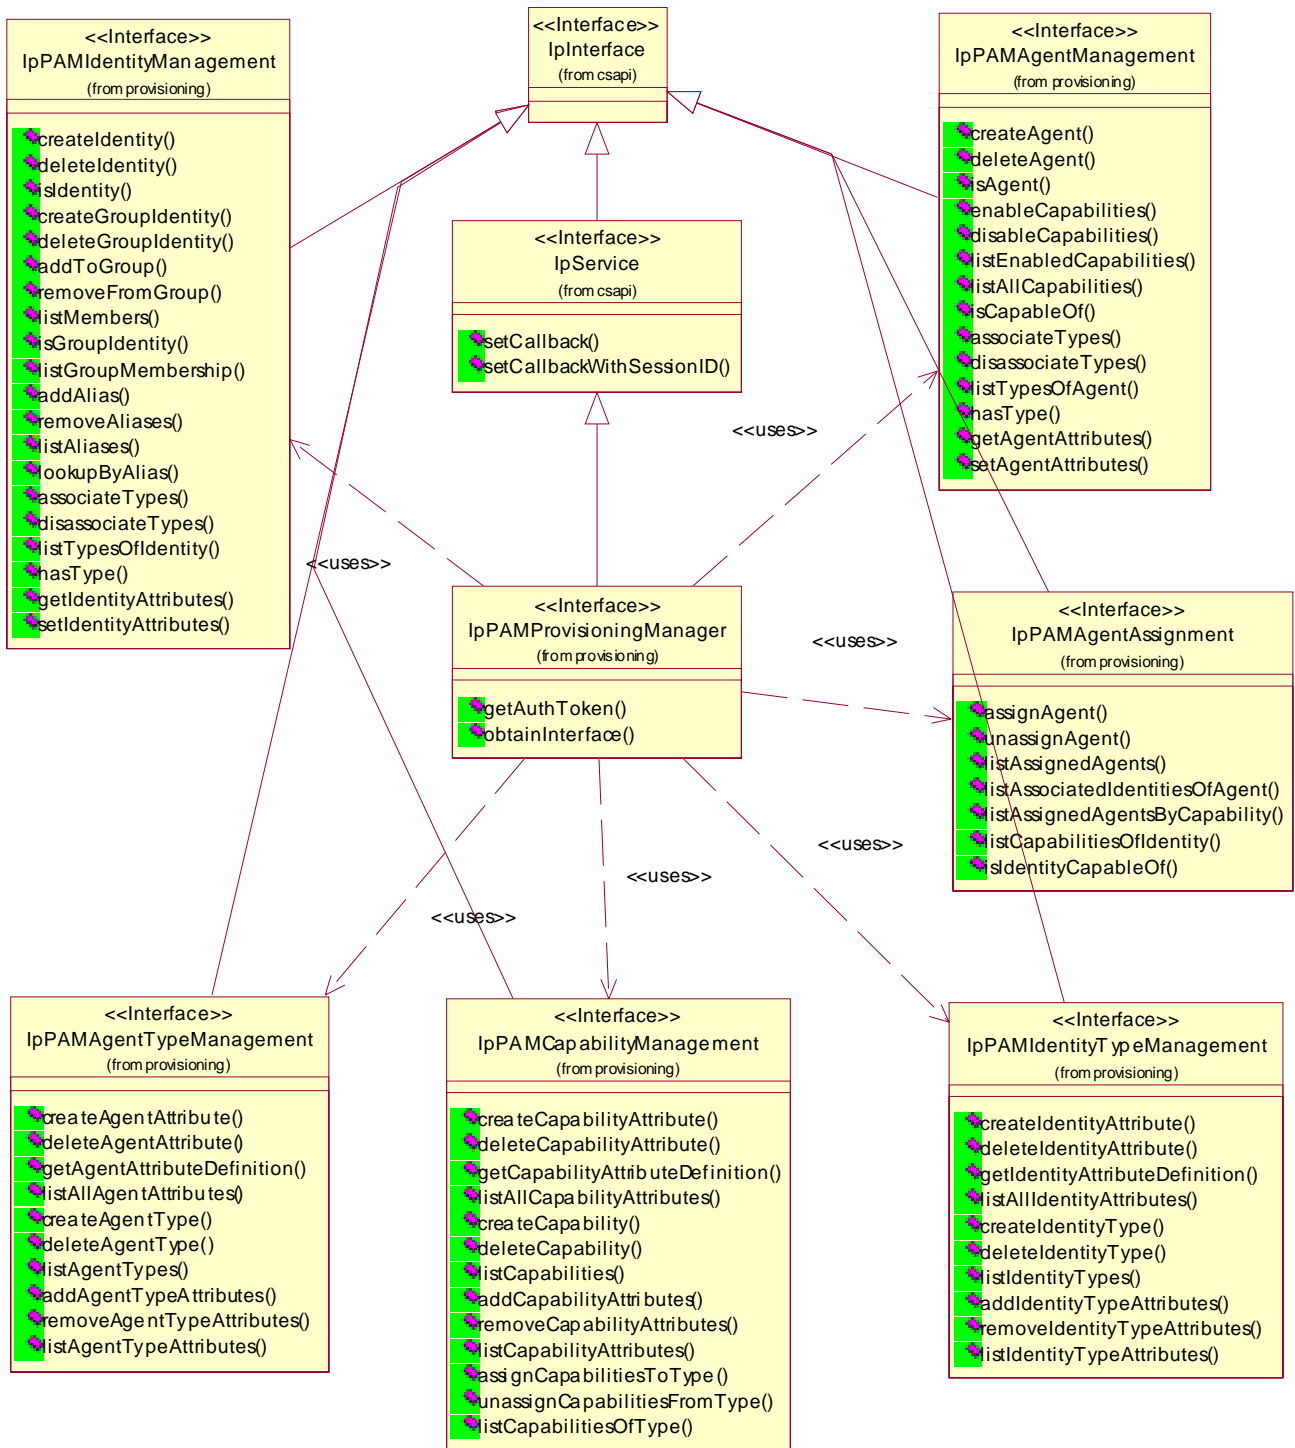 <<Interface>>
IpPAMIdentityManagement
(from provisioning)
createIdentity()
deleteIdentity()
isIdentity()
createGroupIdentity()
deleteGroupIdentity()
addToGroup()
removeFromGroup()
listMembers()
isGroupIdentity()
listGroupMembership()
addAlias()
removeAliases()
listAliases()
lookupByAlias()
associateTypes()
disassociateTypes()
listTypesOfIdentity()
hasType()
getIdentityAttributes()
setIdentityAttributes()
<<Interface>>
IpInterface
(from csapi)
<<Interface>>
IpPAMAgentManagement
(from provisioning)
createAgent()
deleteAgent()
isAgent()
enableCapabilities()
disableCapabilities()
listEnabledCapabilities()
listAllCapabilities()
isCapableOf()
associateTypes()
disassociateTypes()
listTypesOfAgent()
hasType()
getAgentAttributes()
setAgentAttributes()
<<Interface>>
IpService
(from csapi)
setCallback()
setCallbackWithSessionID()
<<uses>>
<<uses>>
<<Interface>>
IpPAMProvisioningManager
(from provisioning)
getAuthToken()
obtainInterface()
<<uses>>
<<Interface>>
IpPAMAgentAssignment
(from provisioning)
assignAgent()
unassignAgent()
listAssignedAgents()
listAssociatedIdentitiesOfAgent()
listAssignedAgentsByCapability()
listCapabilitiesOfIdentity()
isIdentityCapableOf()
<<uses>>
<<uses>>
<<uses>>
<<Interface>>
IpPAMAgentTypeManagement
(from provisioning)
createAgentAttribute()
deleteAgentAttribute()
getAgentAttributeDefinition()
listAllAgentAttributes()
createAgentType()
deleteAgentType()
listAgentTypes()
addAgentTypeAttributes()
removeAgentTypeAttributes()
listAgentTypeAttributes()
<<Interface>>
IpPAMCapabilityManagement
(from provisioning)
createCapabilityAttribute()
deleteCapabilityAttribute()
getCapabilityAttributeDefinition()
listAllCapabilityAttributes()
createCapability()
deleteCapability()
listCapabilities()
addCapabilityAttributes()
removeCapabilityAttributes()
listCapabilityAttributes()
assignCapabilitiesToType()
unassignCapabilitiesFromType()
listCapabilitiesOfType()
<<Interface>>
IpPAMIdentityTypeManagement
(from provisioning)
createIdentityAttribute()
deleteIdentityAttribute()
getIdentityAttributeDefinition()
listAllIdentityAttributes()
createIdentityType()
deleteIdentityType()
listIdentityTypes()
addIdentityTypeAttributes()
removeIdentityTypeAttributes()
listIdentityTypeAttributes()